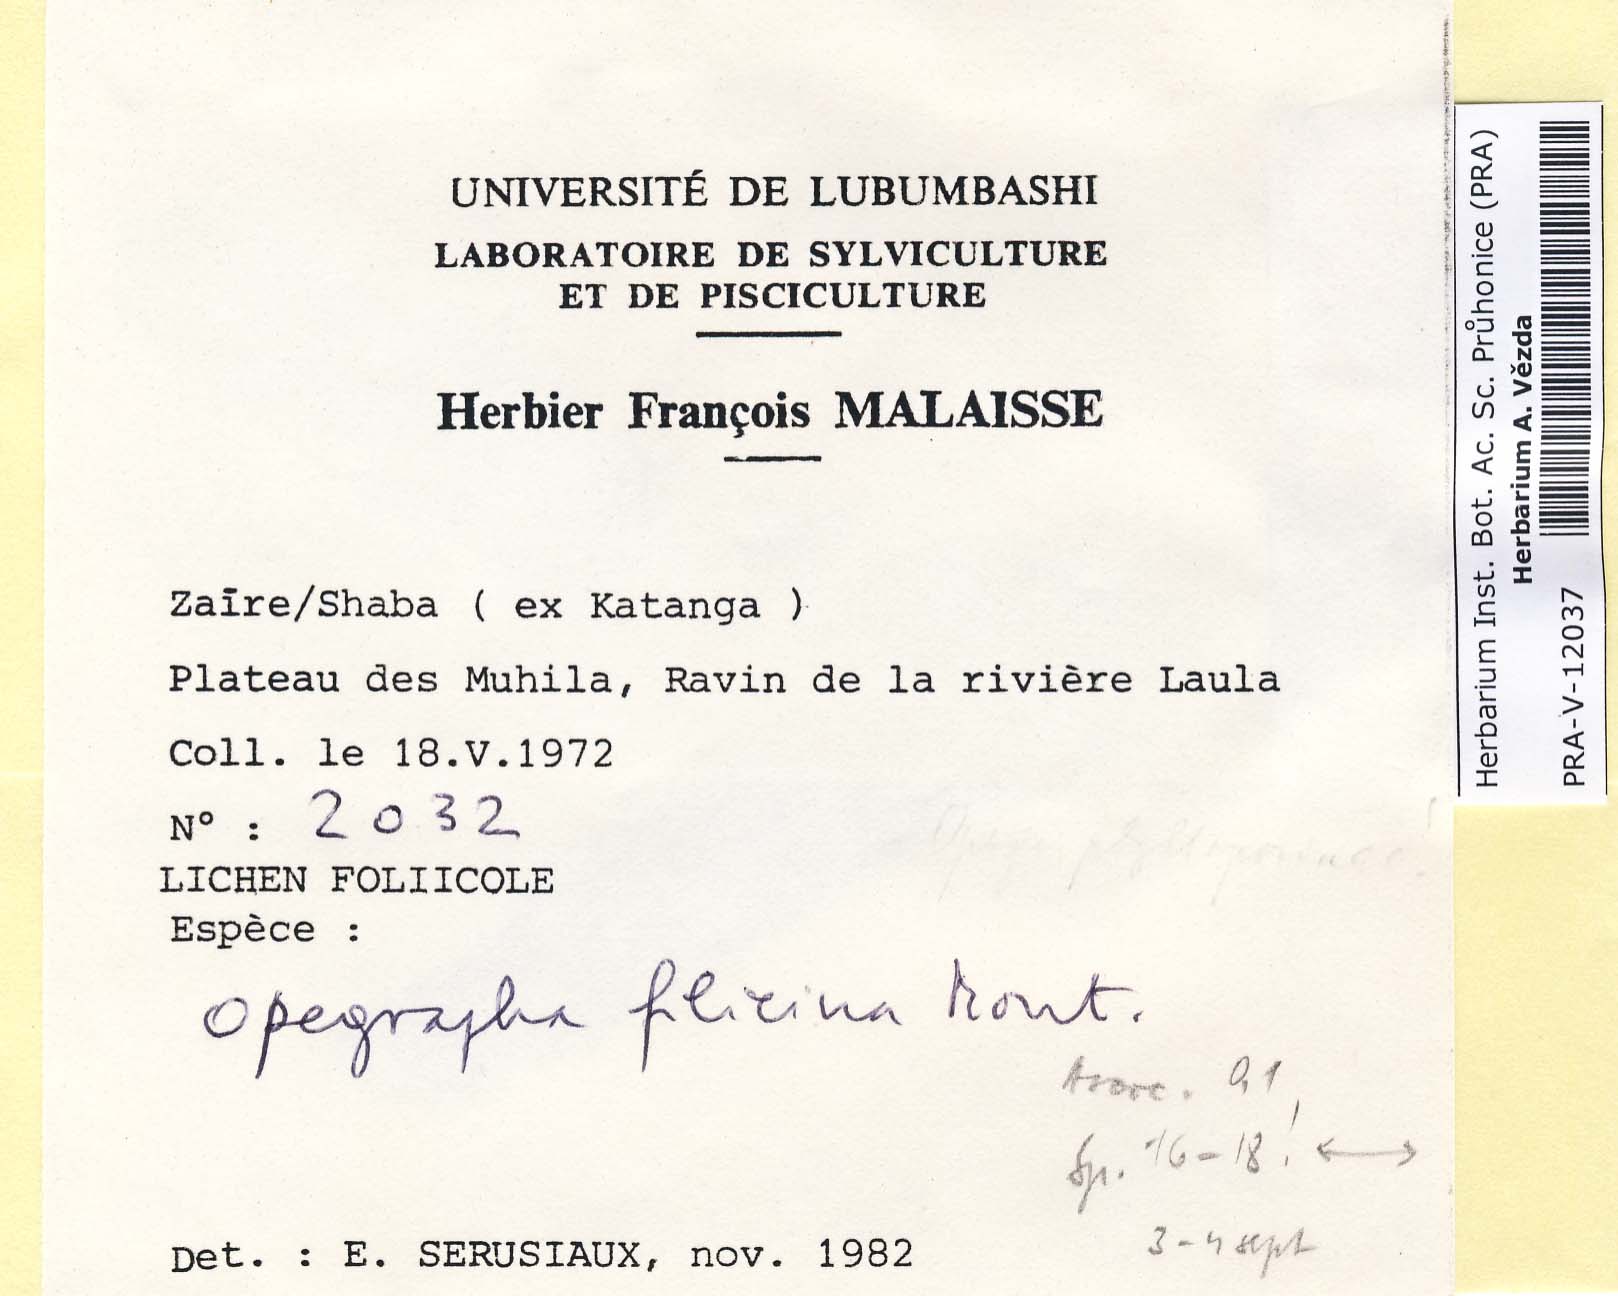 UNIVERSITÉ DE LUBUMBASHI
LABORATOIRE DE SYLVICULTURE
ET DE PISCICULTURE
Herbier François MALAISSE
Zaïre/Shaba ( ex Katanga )
Plateau des Muhila, Ravin de la rivière Laula
Coll. le 18.V.1972
N° : 2032
LICHEN FOLIICOLE
Espèce :
Opegrapha filicina Mont.
0,1
Sp. 16-18!
3-4 sept
Det. : E. SERUSIAUX, nov. 1982
Herbarium Inst. Bot. Ac. Sc. Průhonice (PRA)
Herbarium A. Vězda
PRA-V-12037